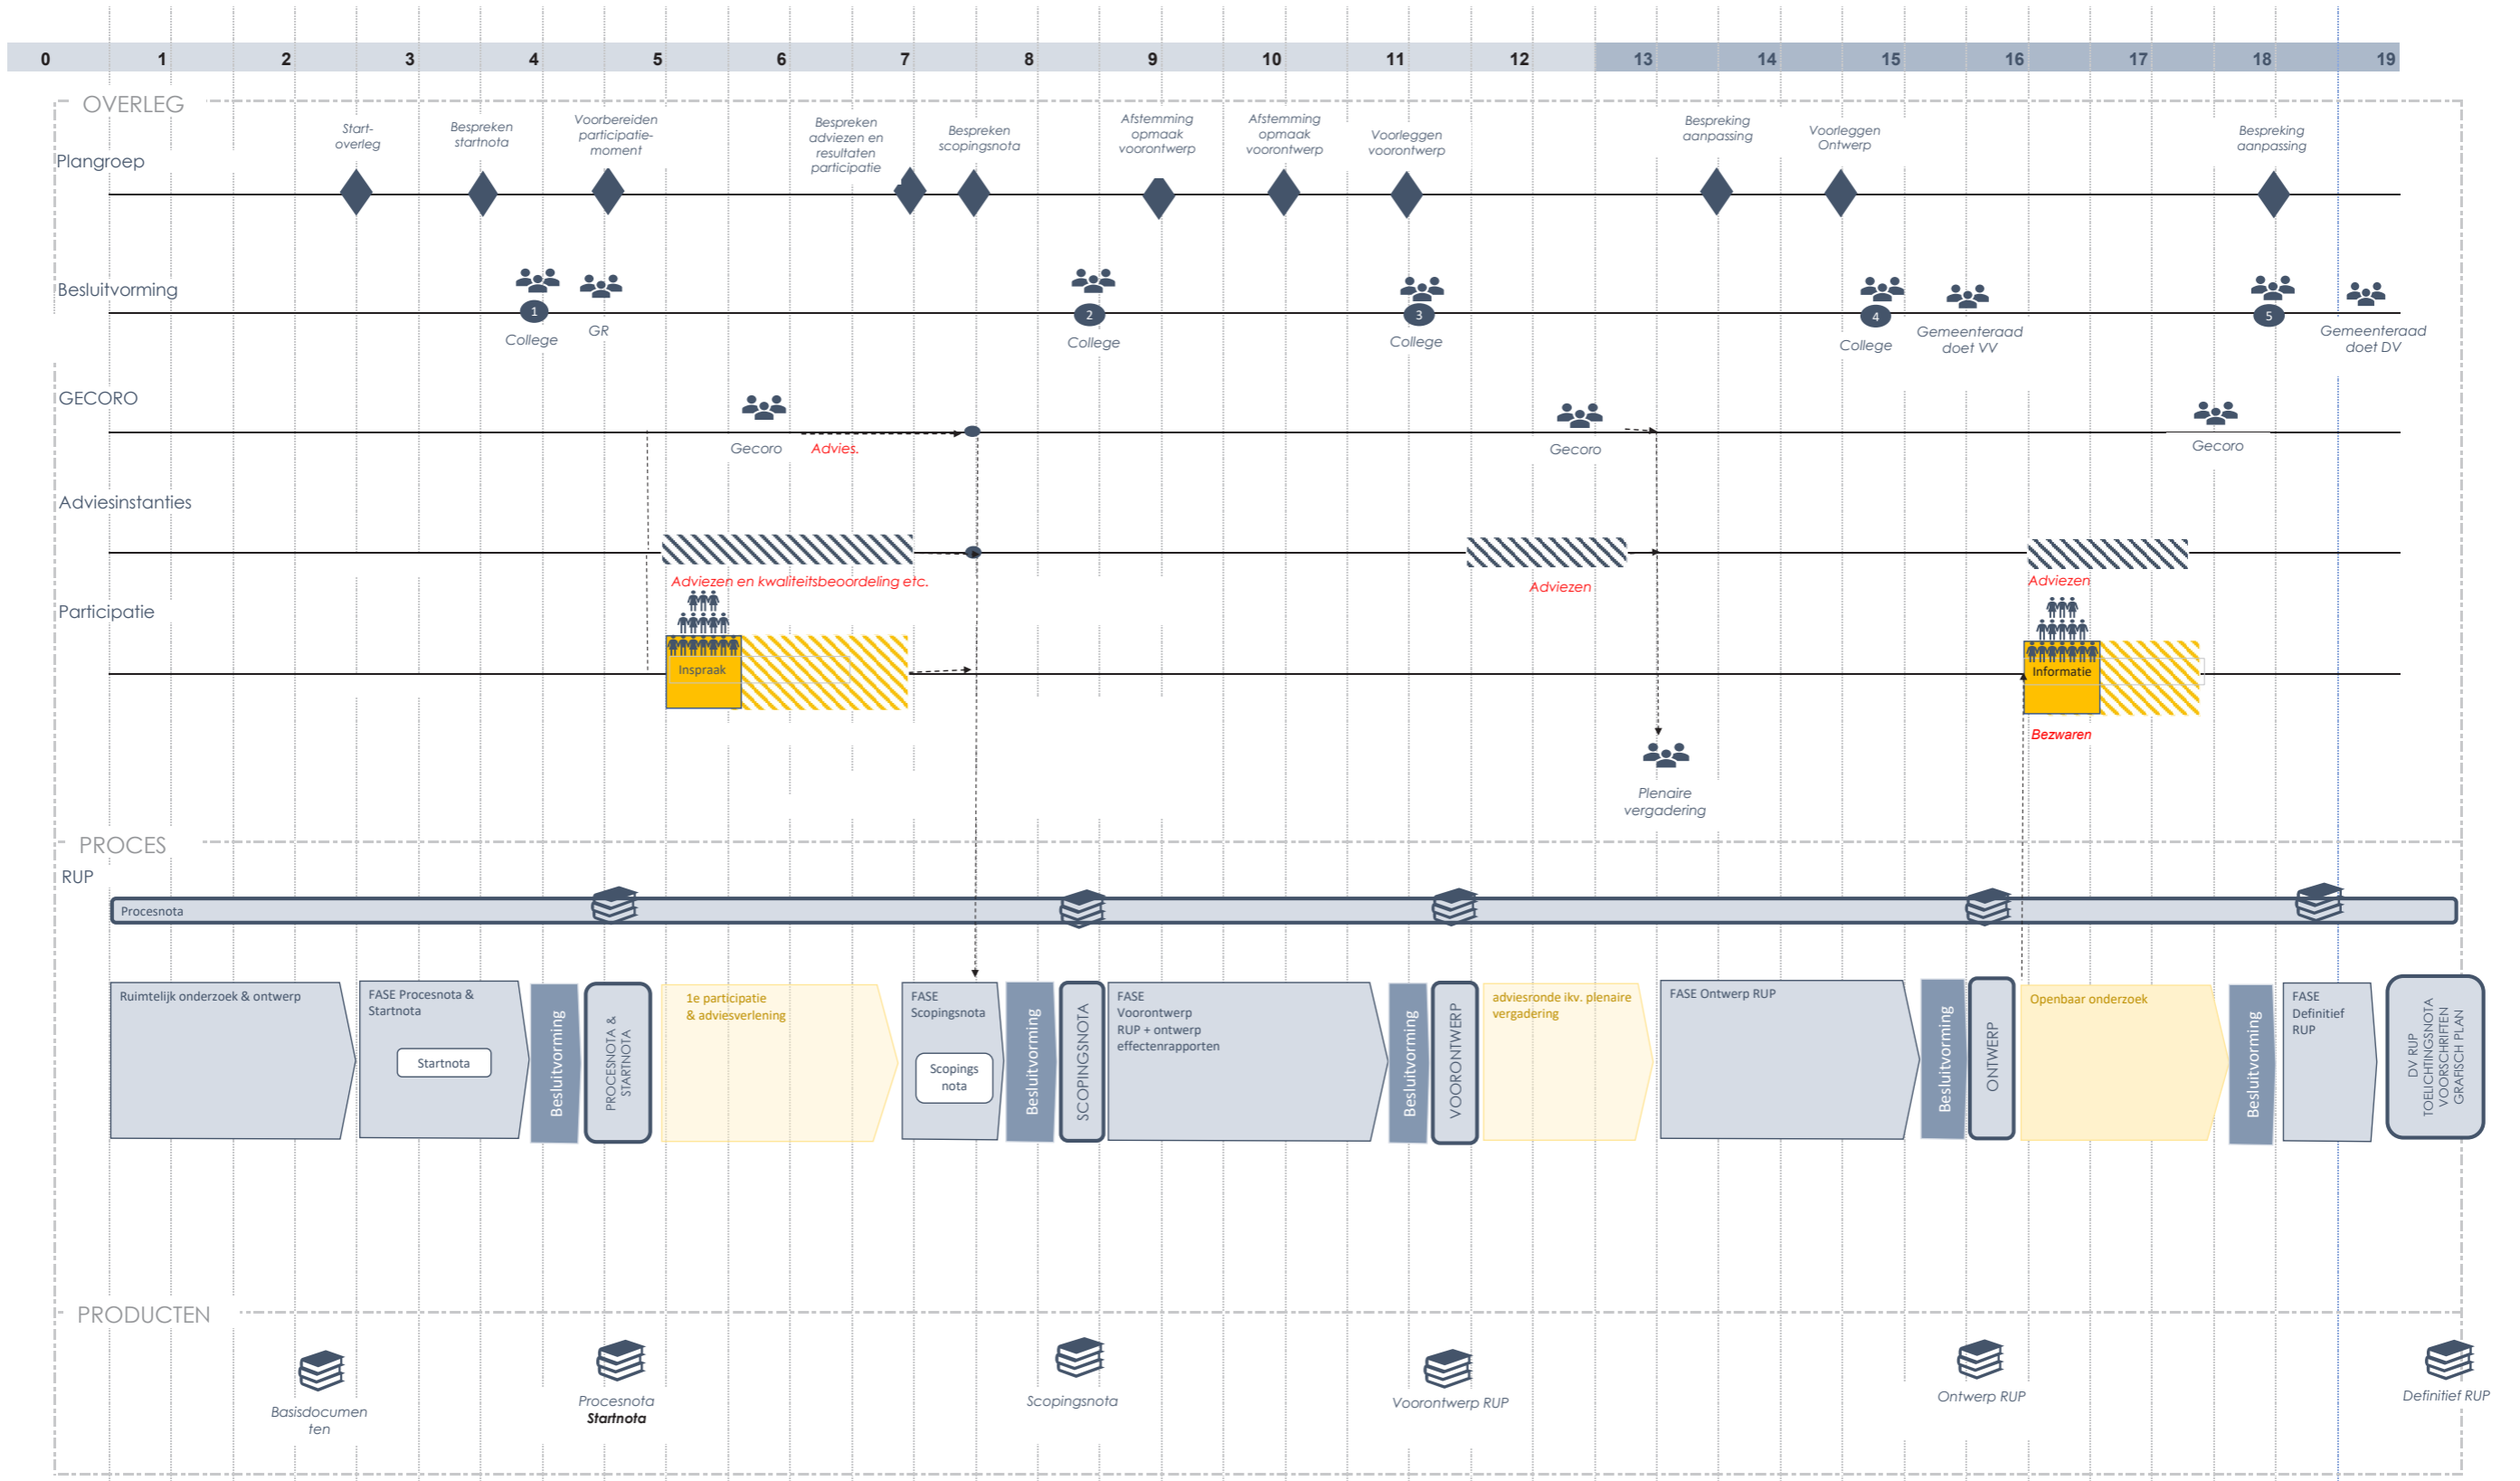 0 1 2 3 4 5 6 7 8 9 10 11 12 13 14 15 16 17 18 19
OVERLEG
Plangroep
Start-
overleg
Bespreken
startnota
Voorbereiden
participatie-
moment
Bespreken
adviezen en
resultaten
participatie
Bespreken
scopingsnota
Afstemming
opmaak
voorontwerp
Afstemming
opmaak
voorontwerp
Voorleggen
voorontwerp
Bespreking
aanpassing
Voorleggen
Ontwerp
Bespreking
aanpassing
Besluitvorming
1
College
GR
2
College
3
College
4
College
Gemeenteraad
doet VV
5
Gemeenteraad
doet DV
GECORO
Gecoro
Advies.
Gecoro
Gecoro
Adviesinstanties
Adviezen en kwaliteitsbeoordeling etc.
Adviezen
Adviezen
Participatie
Inspraak
Informatie
Bezwaren
Plenaire
vergadering
PROCES
RUP
Procesnota
Ruimtelijk onderzoek & ontwerp
FASE Procesnota &
Startnota
Startnota
Besluitvorming
PROCESNOTA &
STARTNOTA
1e participatie
& adviesverlening
FASE
Scopingsnota
Scopings
nota
Besluitvorming
SCOPINGSNOTA
FASE
Voorontwerp
RUP + ontwerp
effectenrapporten
Besluitvorming
VOORONTWERP
adviesronde ikv. plenaire
vergadering
FASE Ontwerp RUP
Besluitvorming
ONTWERP
Openbaar onderzoek
Besluitvorming
FASE
Definitief
RUP
DV RUP
TOELICHTINGSNOTA
VOORSCHRIFTEN
GRAFISCH PLAN
PRODUCTEN
Basisdocumen
ten
Procesnota
Startnota
Scopingsnota
Voorontwerp RUP
Ontwerp RUP
Definitief RUP